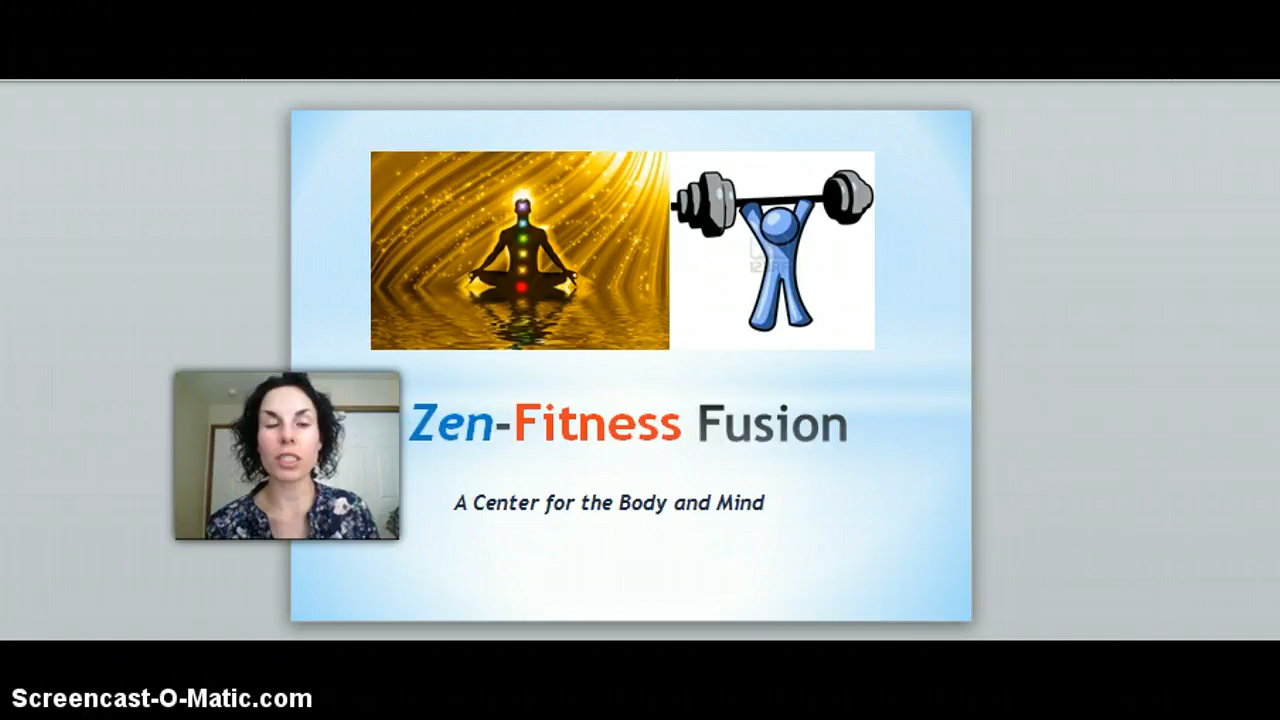 Zen-Fitness Fusion
A Center for the Body and Mind
Screencast-O-Matic.com